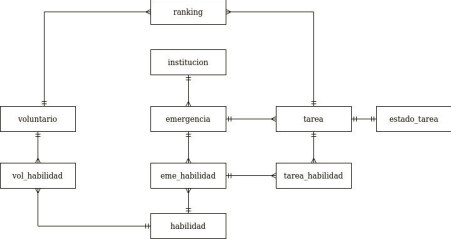 ranking
institucion
voluntario
emergencia
tarea
estado_tarea
vol_habilidad
eme_habilidad
tarea_habilidad
habilidad